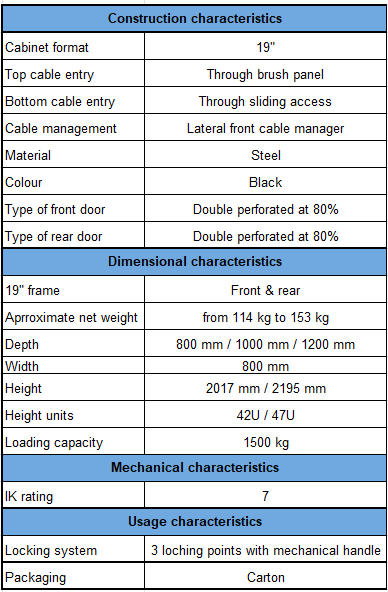 Construction characteristics
Cabinet format 19"
Top cable entry Through brush panel
Bottom cable entry Through sliding access
Cable management Lateral front cable manager
Material Steel
Colour Black
Type of front door Double perforated at 80%
Type of rear door Double perforated at 80%
Dimensional characteristics
19" frame Front & rear
Aprroximate net weight from 114 kg to 153 kg
Depth 800 mm / 1000 mm / 1200 mm
Width 800 mm
Height 2017 mm / 2195 mm
Height units 42U / 47U
Loading capacity 1500 kg
Mechanical characteristics
IK rating 7
Usage characteristics
Locking system 3 loching points with mechanical handle
Packaging Carton